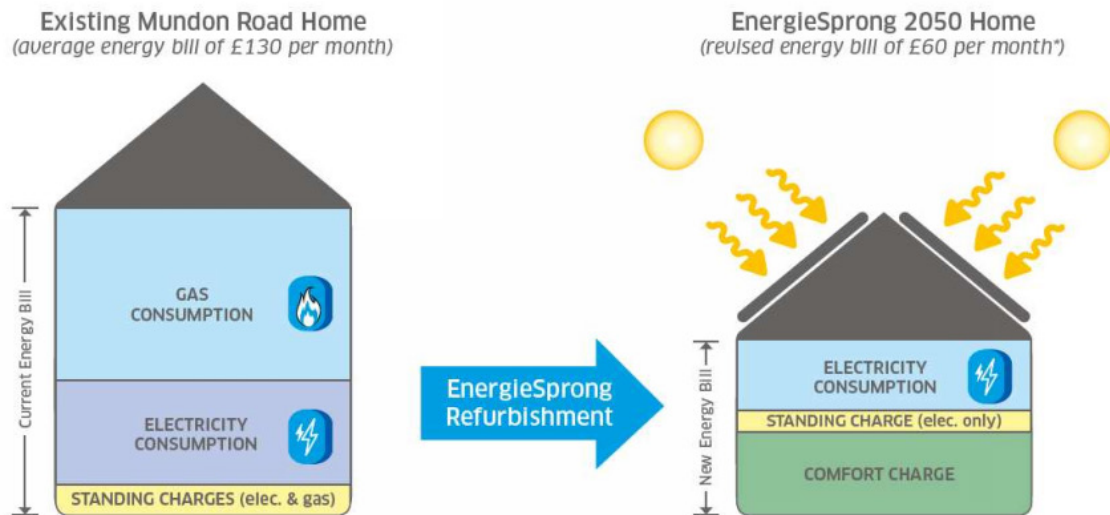 Existing Mundon Road Home
(average energy bill of £130 per month)
Current Energy Bill
GAS
CONSUMPTION
ELECTRICITY
CONSUMPTION
STANDING CHARGES (elec. & gas)
EnergieSprong
Refurbishment
EnergieSprong 2050 Home
(revised energy bill of £60 per month*)
New Energy Bill
ELECTRICITY
CONSUMPTION
STANDING CHARGE (elec. only)
COMFORT CHARGE